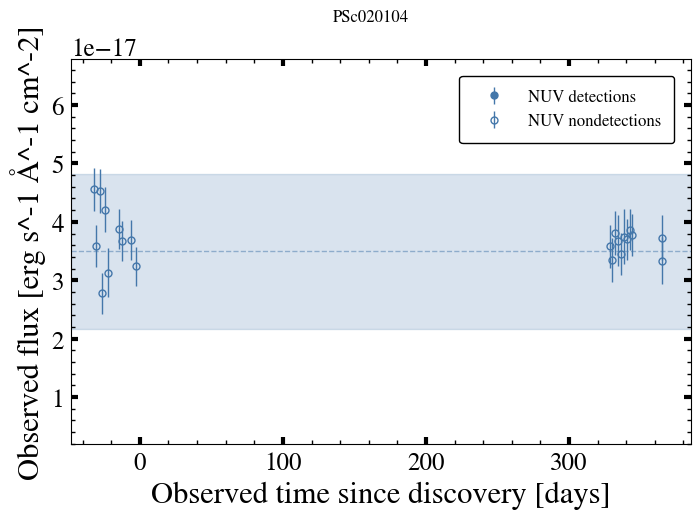 PSc020104
1e−17
Observed flux [erg s^-1 Å^-1 cm^-2]
6
5
4
3
2
1
NUV detections
NUV nondetections
0 100 200 300
Observed time since discovery [days]